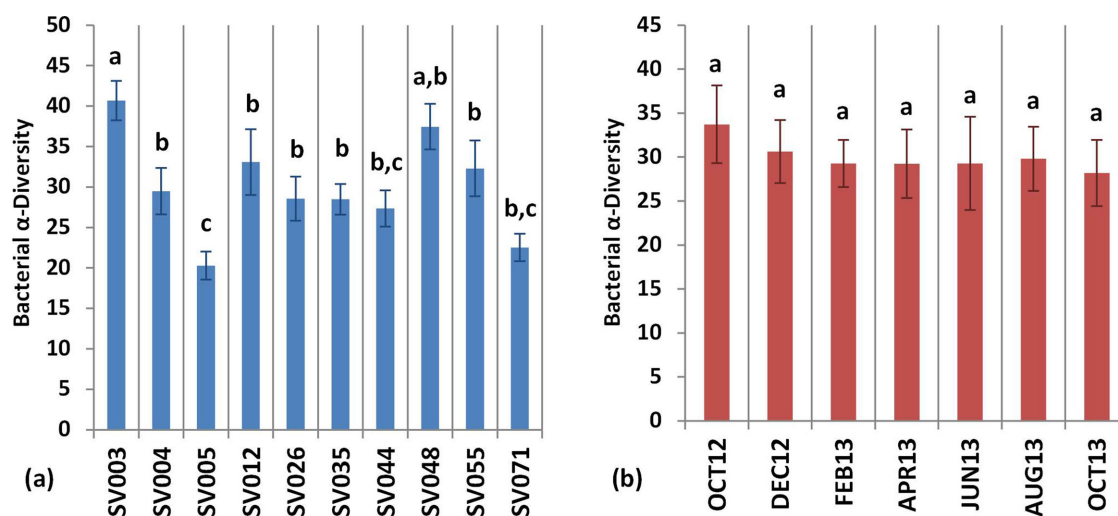 50
45
40
35
30
25
20
15
10
5
0
Bacterial α-Diversity
a
b
c
b
b
b
b,c
a,b
b
b,c
SV003
SV004
SV005
SV012
SV026
SV035
SV044
SV048
SV055
SV071
(a)
45
40
35
30
25
20
15
10
5
0
Bacterial α-Diversity
a
a
a
a
a
a
a
OCT12
DEC12
FEB13
APR13
JUN13
AUG13
OCT13
(b)